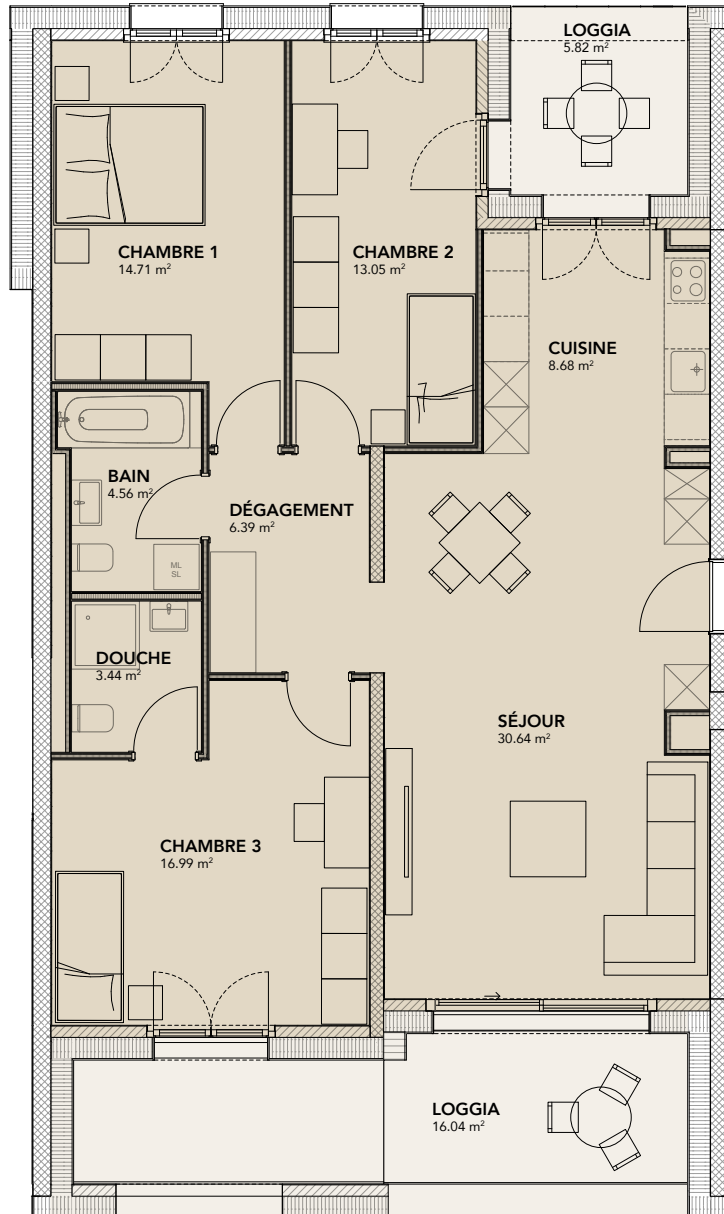 LOGGIA
5.82 m²
CHAMBRE 1
14.71 m²
CHAMBRE 2
13.05 m²
CUISINE
8.68 m²
BAIN
4.56 m²
DÉGAGEMENT
6.39 m²
ML
SL
DOUCHE
3.44 m²
SÉJOUR
30.64 m²
CHAMBRE 3
16.99 m²
LOGGIA
16.04 m²